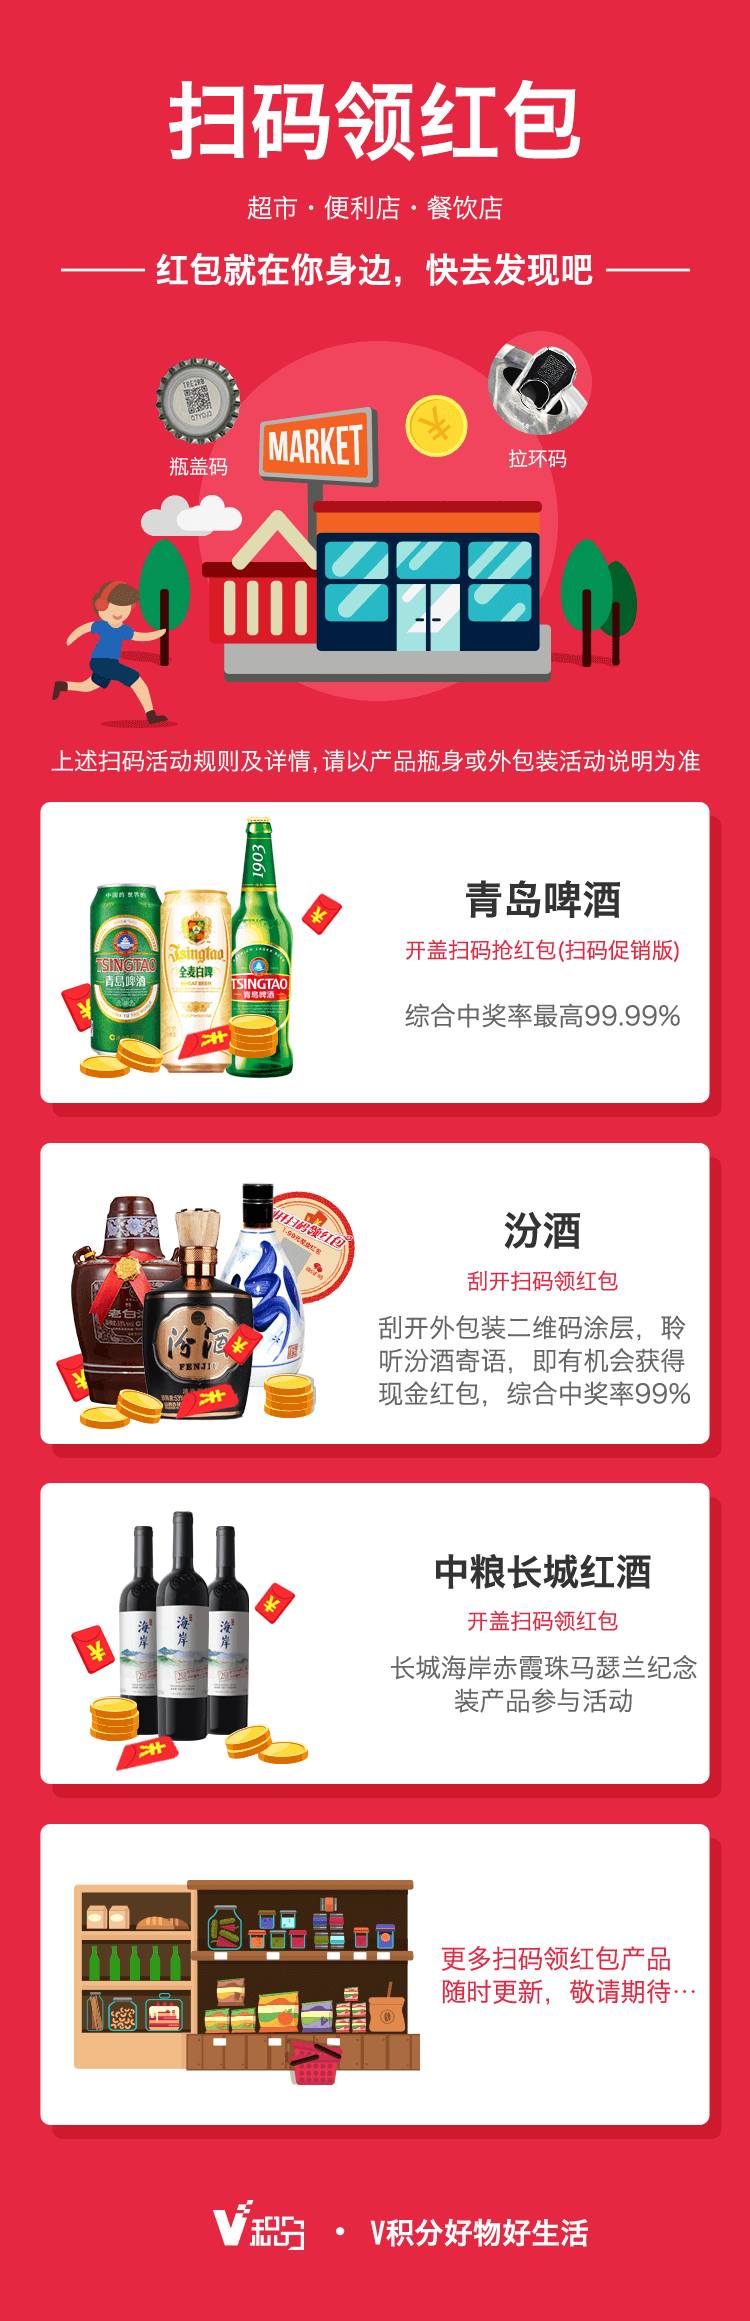 扫码领红包
超市·便利店·餐饮店
红包就在你身边，快去发现吧
瓶盖码
MARKET
拉环码
上述扫码活动规则及详情,请以产品瓶身或外包装活动说明为准
1903
TSINGTAO
青岛啤酒
Tsingtao
全麦白啤
WHEAT BEER
TSINGTAO
青岛啤酒
青岛啤酒
开盖扫码抢红包(扫码促销版)
综合中奖率最高99.99%
老白汾
汾酒
FENJIU
汾酒
刮开扫码领红包
刮开外包装二维码涂层，聆
听汾酒寄语，即有机会获得
现金红包，综合中奖率99%
海岸
海岸
海岸
中粮长城红酒
开盖扫码领红包
长城海岸赤霞珠马瑟兰纪念
装产品参与活动
更多扫码领红包产品
随时更新，敬请期待…
V积分 · V积分好物好生活